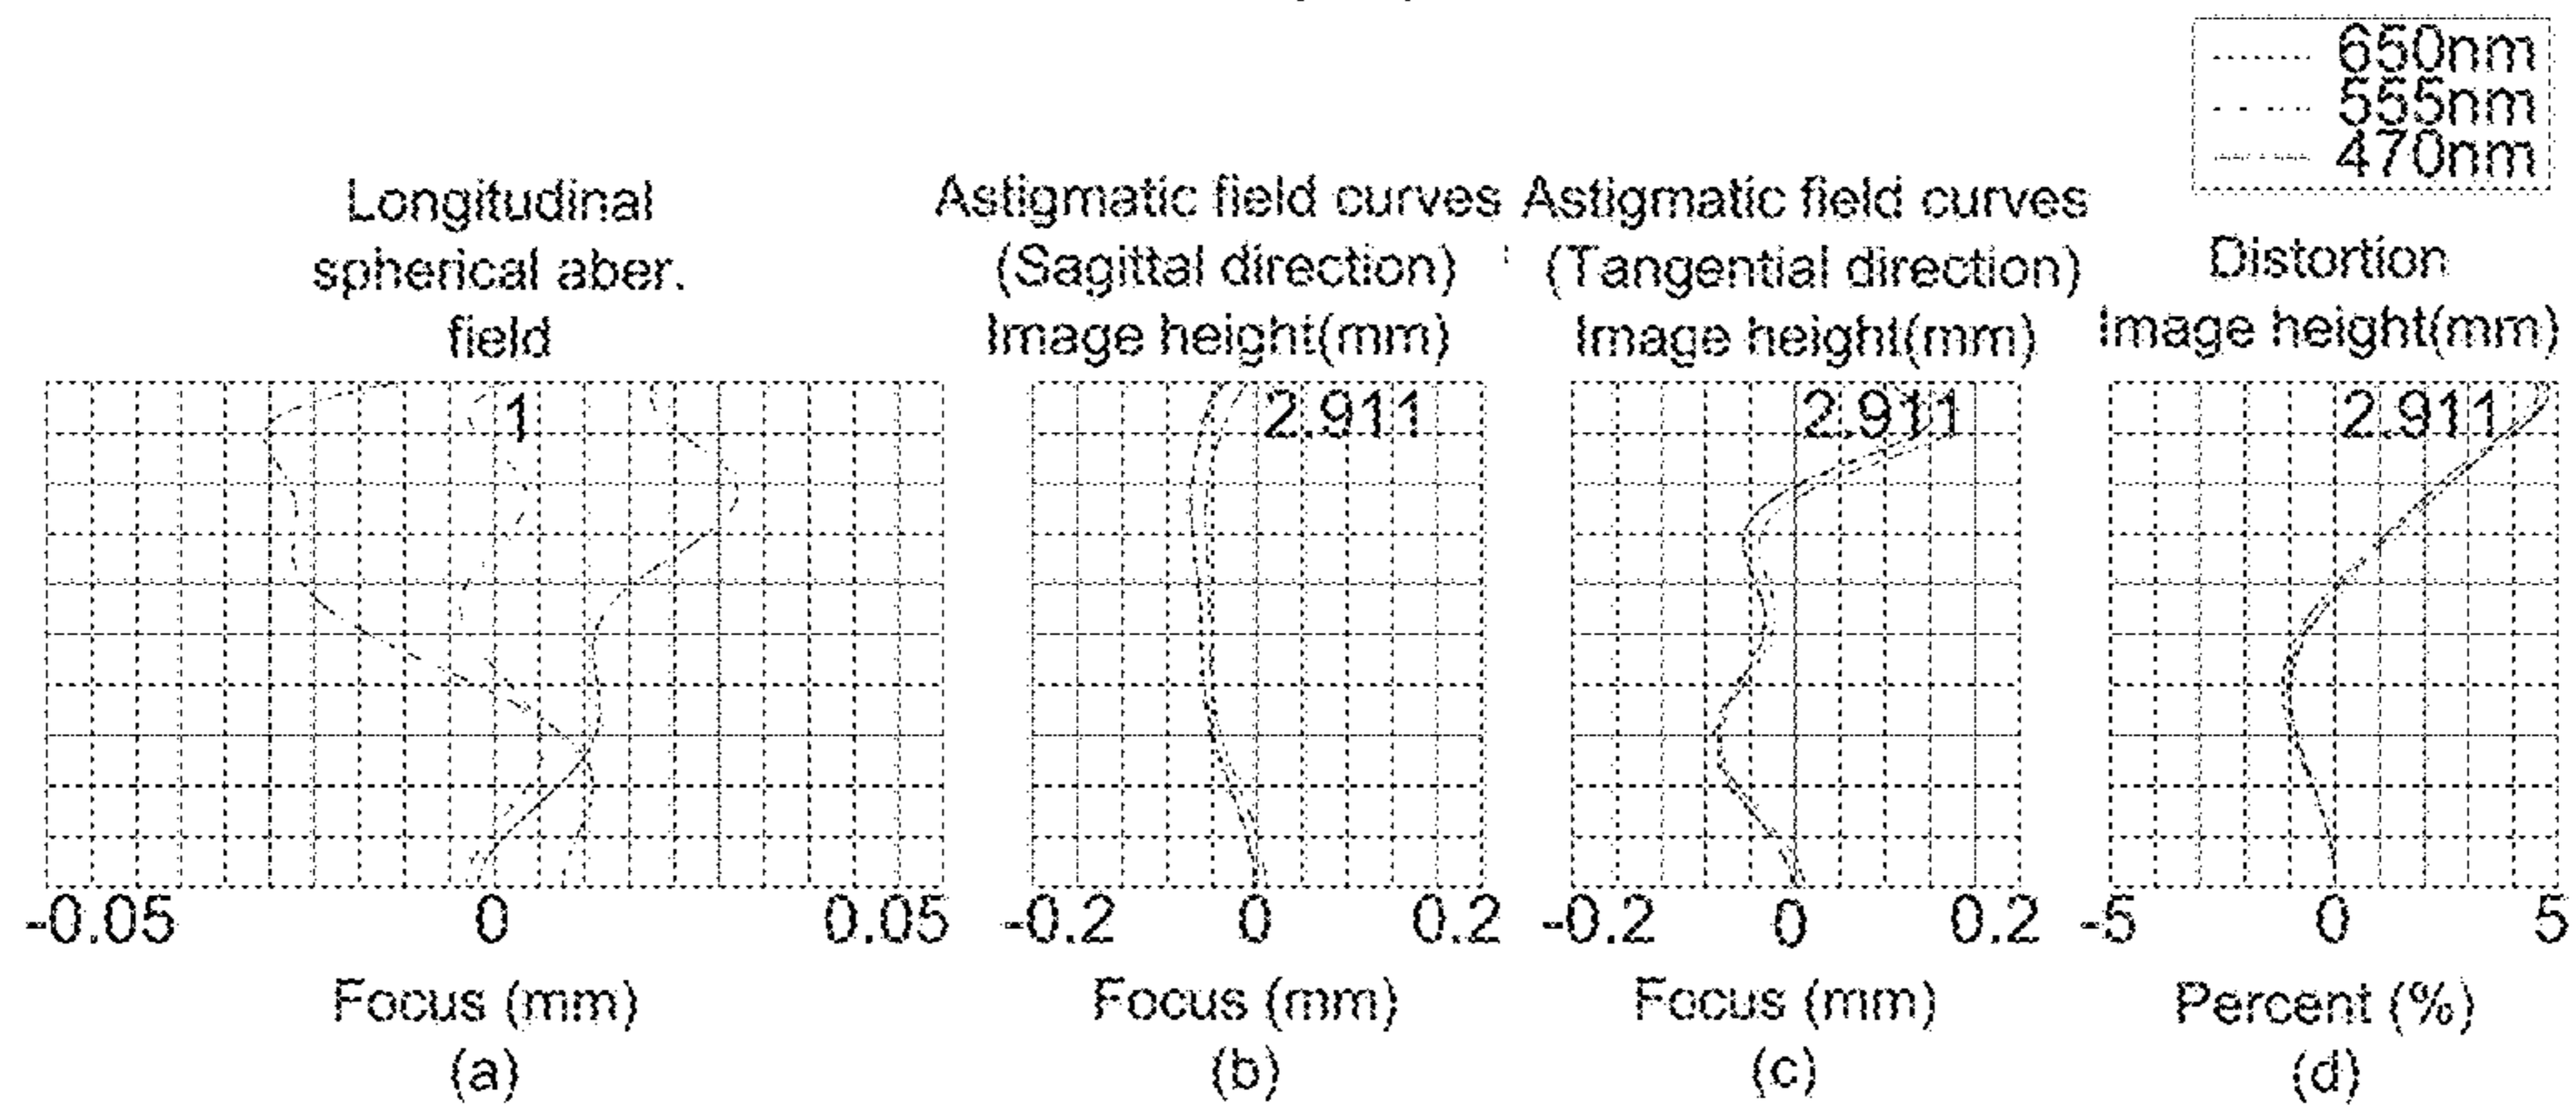 650nm
555nm
470nm
Longitudinal
spherical aber.
field
Astigmatic field curves
(Sagittal direction)
Image height(mm)
Astigmatic field curves
(Tangential direction)
Image height(mm)
Distortion
Image height(mm)
1
2.911
2.911
2.911
-0.05 0 0.05
-0.2 0 0.2
-0.2 0 0.2
-5 0 5
Focus (mm)
Focus (mm)
Focus (mm)
Percent (%)
(a)
(b)
(c)
(d)